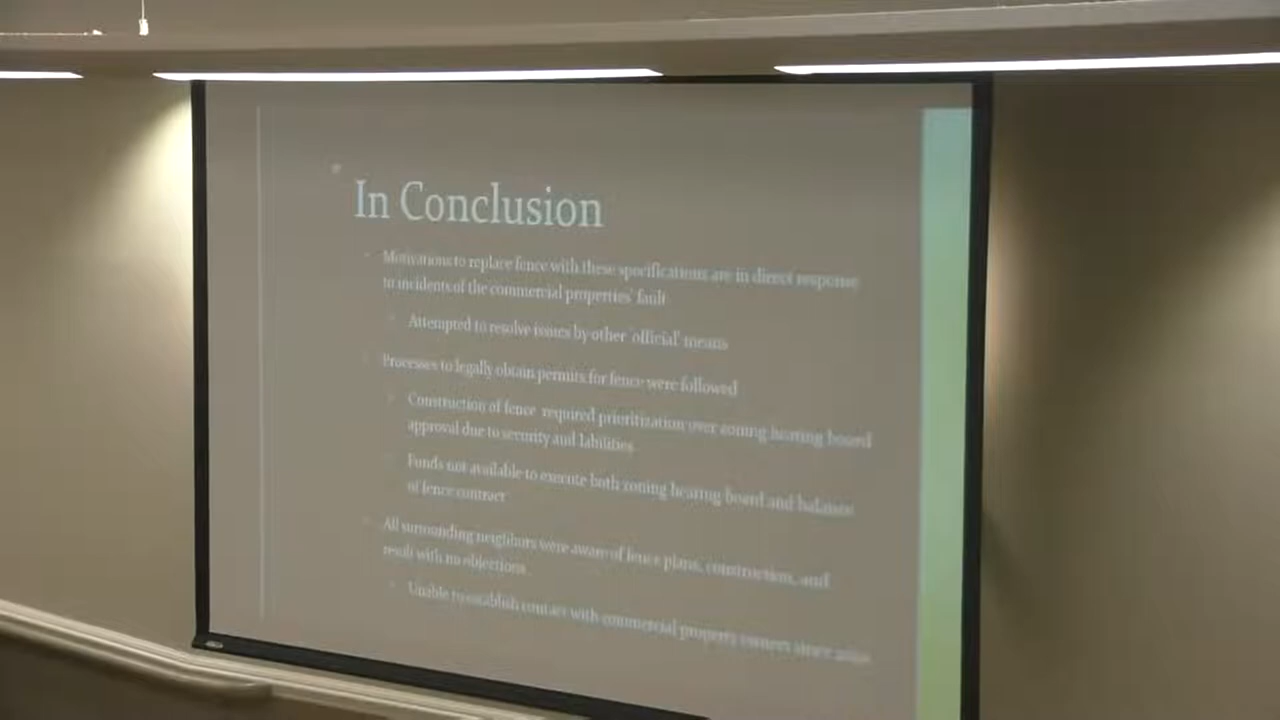 In Conclusion
Motivations to replace fence with these specifications are in direct response
to incidents of the commercial properties' fault
Attempted to resolve issues by other 'official' means
Processes to legally obtain permits for fence were followed
Construction of fence required prioritization over zoning hearing board
approval due to security and labilities
Funds not available to execute both zoning hearing board and balance
of fence contract
All surrounding neighbors were aware of fence plans, construction, and
result with no objections
Unable to establish contact with commercial property owners since